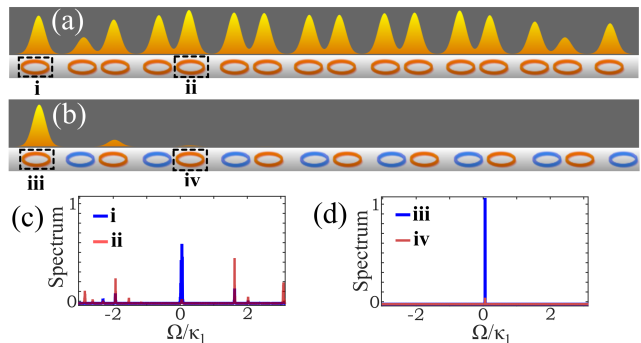 (a)
i
ii
(b)
iii
iv
(c)
i
ii
Spectrum
1
0
-2
0
2
Ω/κ1
(d)
iii
iv
Spectrum
1
0
-2
0
2
Ω/κ1